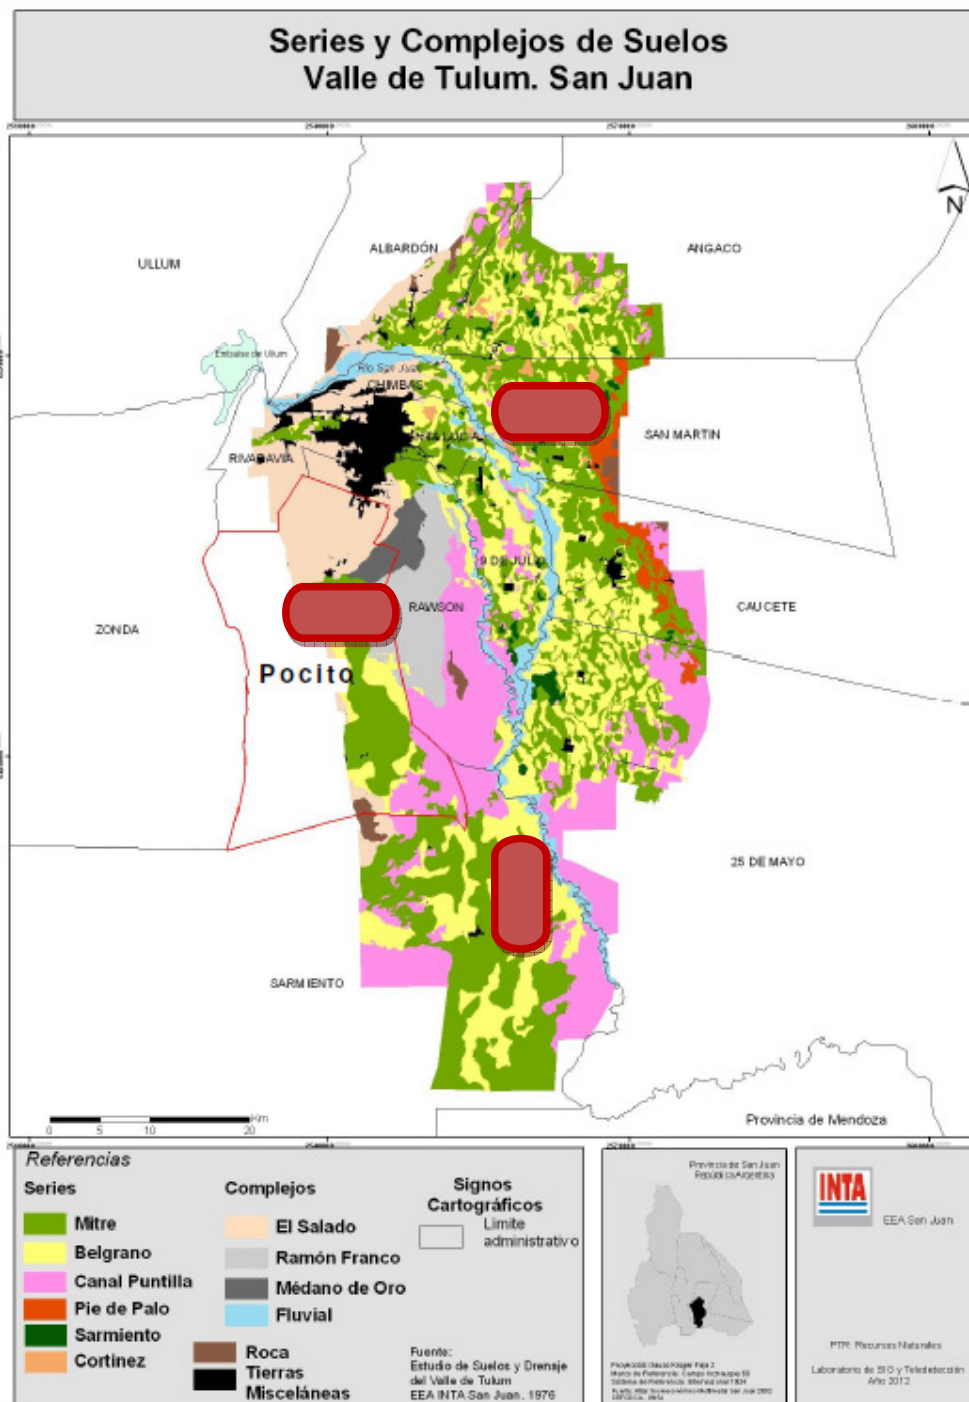 Series y Complejos de Suelos
Valle de Tulum. San Juan
N
ULLUM
ALBARDÓN
ANGACO
Embalse de Ullum
Río San Juan
CHIMBAS
SAN MARTIN
RIVADAVIA
9 DE JULIO
ZONDA
RAWSON
CAUCETE
Pocito
25 DE MAYO
SARMIENTO
Provincia de Mendoza
Km
0 5 10 20
Referencias
Series
Mitre
Belgrano
Canal Puntilla
Pie de Palo
Sarmiento
Cortinez
Complejos
El Salado
Ramón Franco
Médano de Oro
Fluvial
Roca
Tierras
Misceláneas
Signos
Cartográficos
Limite
administrativo
Fuente:
Estudio de Suelos y Drenaje
del Valle de Tulum
EEA INTA San Juan. 1976
Provincia de San Juan
República Argentina
INTA
EEA San Juan
PTR: Recursos Naturales
Laboratorio de SIG y Teledetección
Año 2012